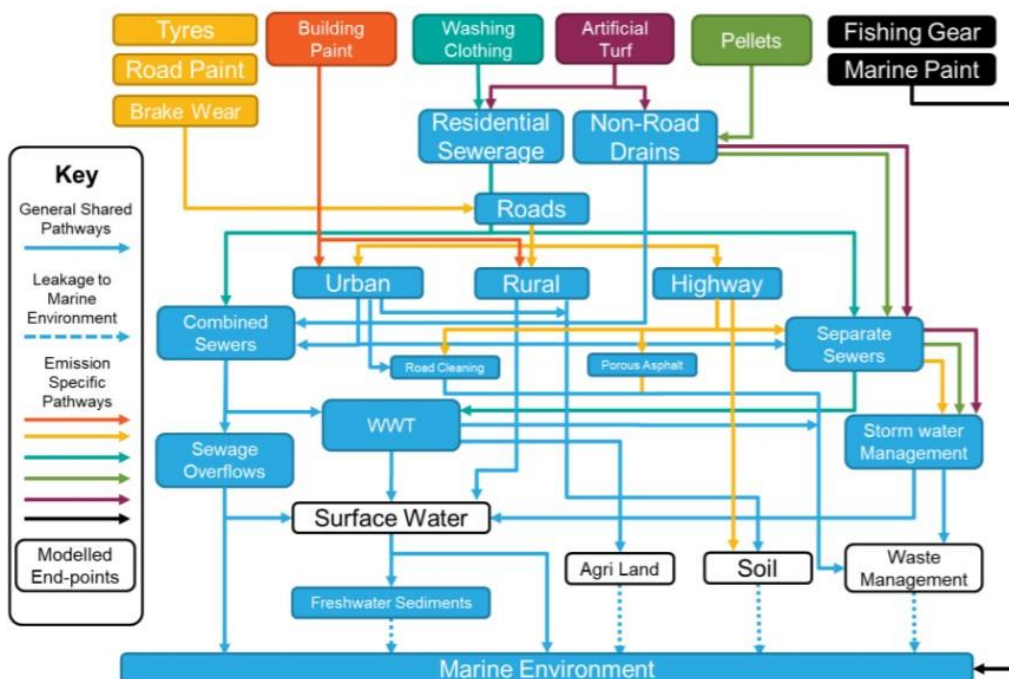 Tyres
Road Paint
Brake Wear
Building
Paint
Washing
Clothing
Artificial
Turf
Pellets
Fishing Gear
Marine Paint
Residential
Sewerage
Non-Road
Drains
Key
General Shared
Pathways
Leakage to
Marine
Environment
Emission
Specific
Pathways
Modelled
End-points
Roads
Urban
Rural
Highway
Combined
Sewers
Road Cleaning
Porous Asphalt
Separate
Sewers
Sewage
Overflows
WWT
Storm water
Management
Surface Water
Agri Land
Soil
Waste
Management
Freshwater Sediments
Marine Environment